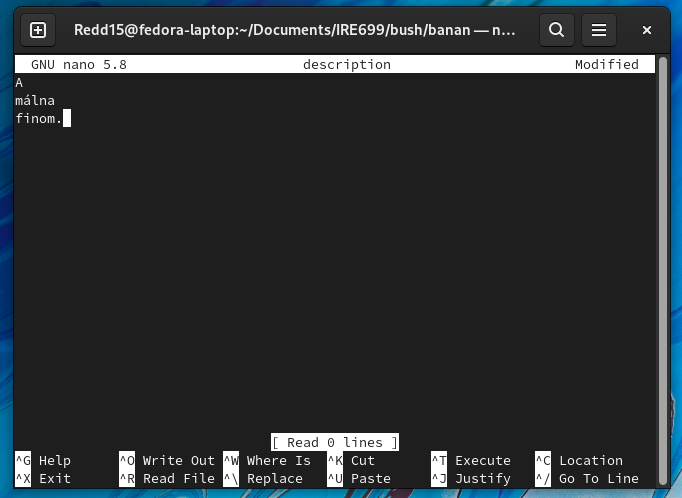 Redd15@fedora-laptop:~/Documents/IRE699/bush/banan — n...
GNU nano 5.8 description Modified
A
málna
finom.
[ Read 0 lines ]
^G Help ^O Write Out ^W Where Is ^K Cut ^T Execute ^C Location
^X Exit ^R Read File ^\ Replace ^U Paste ^J Justify ^/ Go To Line